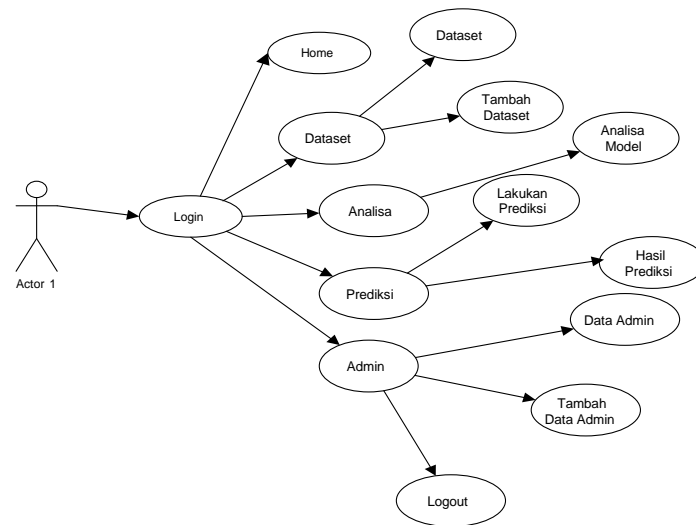 Dataset
Home
Tambah
Dataset
Dataset
Analisa
Model
Lakukan
Prediksi
Login
Analisa
Hasil
Prediksi
Actor 1
Prediksi
Data Admin
Admin
Tambah
Data Admin
Logout